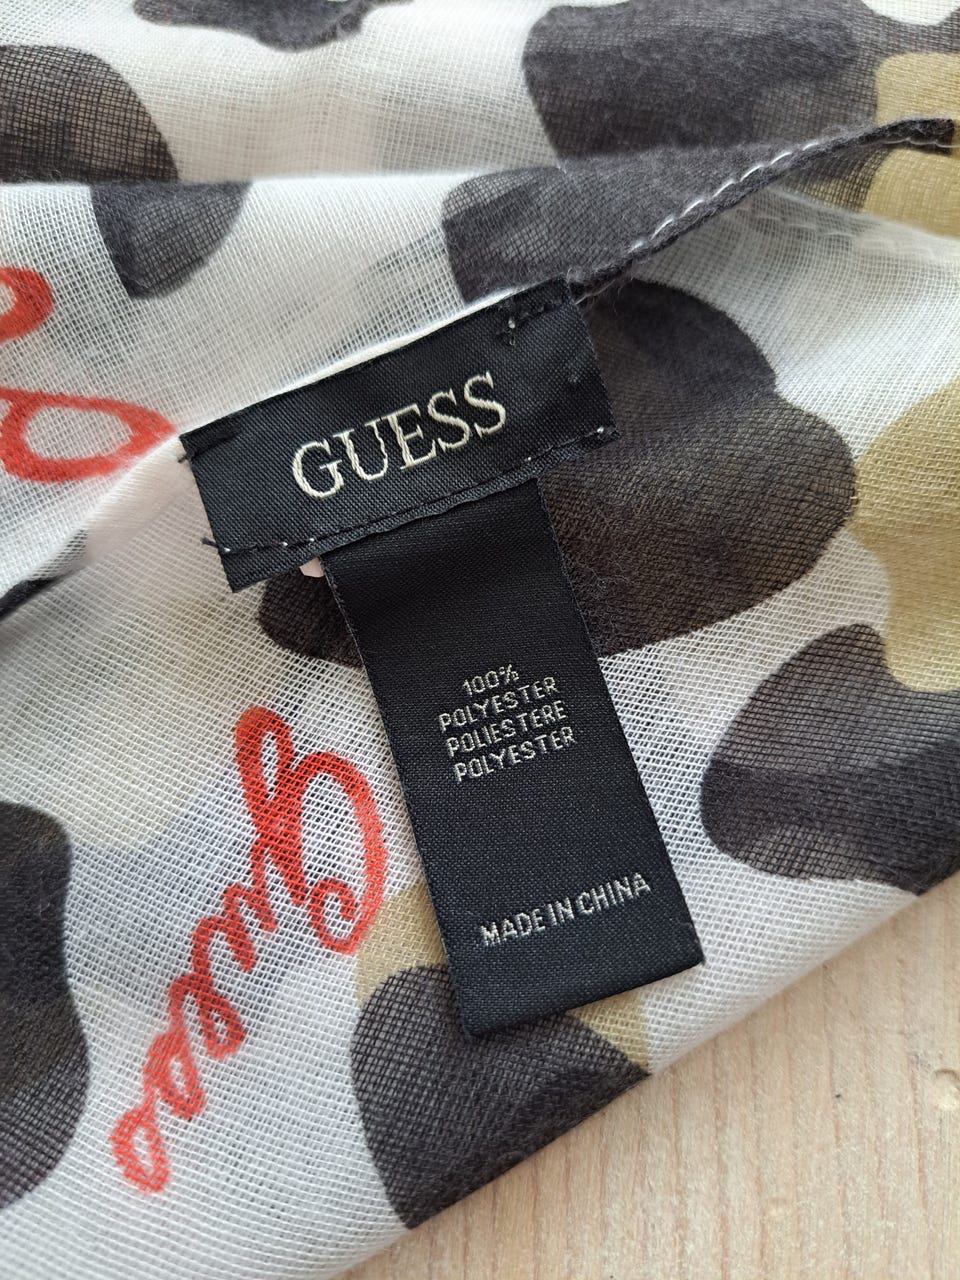 GUESS
100%
POLYESTER
POLIESTERE
POLYESTER
MADE IN CHINA
Guess